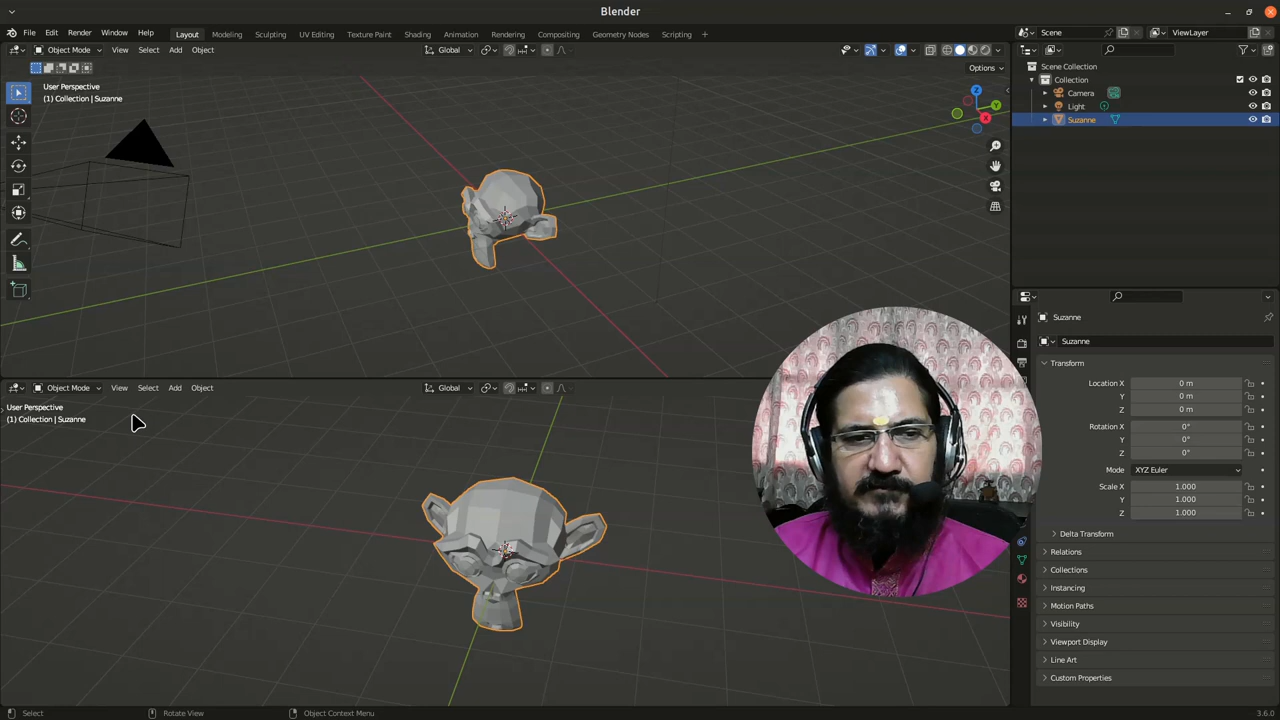 Blender
File Edit Render Window Help Layout Modeling Sculpting UV Editing Texture Paint Shading Animation Rendering Compositing Geometry Nodes Scripting Scene ViewLayer
Object Mode View Select Add Object Global
Options
User Perspective
(1) Collection | Suzanne
Z
Y
X
Scene Collection
Collection
Camera
Light
Suzanne
Object Mode View Select Add Object Global
User Perspective
(1) Collection | Suzanne
Suzanne
Suzanne
Transform
Location X 0 m
Y 0 m
Z 0 m
Rotation X 0°
Y 0°
Z 0°
Mode XYZ Euler
Scale X 1.000
Y 1.000
Z 1.000
Delta Transform
Relations
Collections
Instancing
Motion Paths
Visibility
Viewport Display
Line Art
Custom Properties
Select Rotate View Object Context Menu 3.6.0